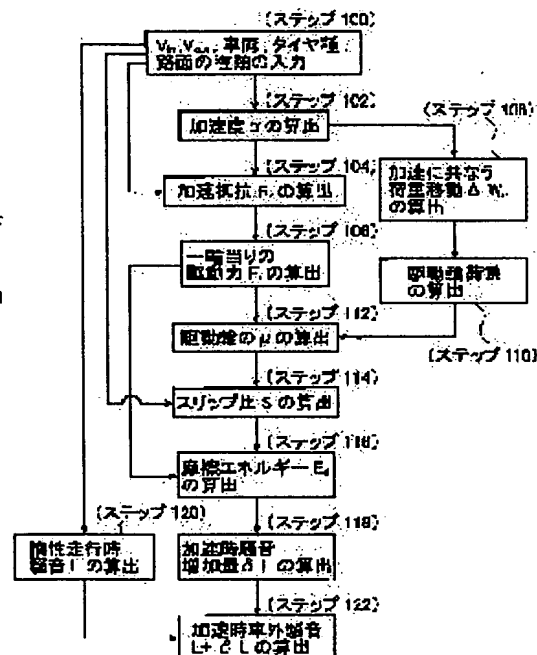 (ステップ 100)
V_in, V_out, 車両, タイヤ種
路面の種類の入力
(ステップ 102)
加速度αの算出
(ステップ 104)
加速抵抗 の算出
(ステップ 106)
一輪当りの
駆動力 の算出
(ステップ 108)
加速に共なう
荷重移動Δ
の算出
駆動輪荷重
の算出
(ステップ 110)
(ステップ 112)
駆動輪のμの算出
(ステップ 114)
スリップ比 S の算出
(ステップ 116)
摩擦エネルギー E
の算出
(ステップ 118)
加速時騒音
増加量 の算出
(ステップ 120)
惰性走行時
騒音 L の算出
(ステップ 122)
加速時車外騒音
の算出